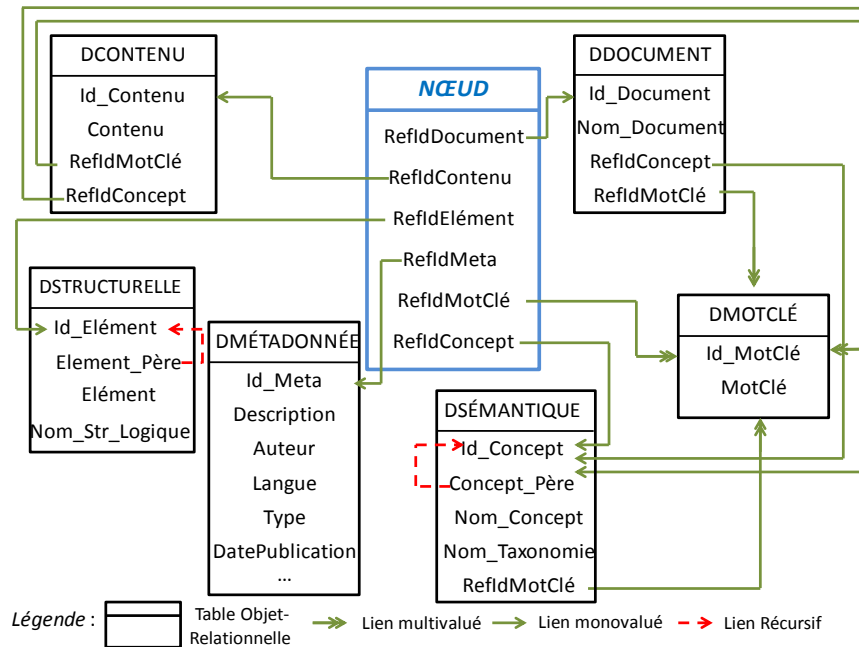 DCONTENU
Id_Contenu
Contenu
RefIdMotClé
RefIdConcept
NŒUD
RefIdDocument
RefIdContenu
RefIdElément
RefIdMeta
RefIdMotClé
RefIdConcept
DDOCUMENT
Id_Document
Nom_Document
RefIdConcept
RefIdMotClé
DSTRUCTURELLE
Id_Elément
Element_Père
Elément
Nom_Str_Logique
DMÉTADONNÉE
Id_Meta
Description
Auteur
Langue
Type
DatePublication
...
DSÉMANTIQUE
Id_Concept
Concept_Père
Nom_Concept
Nom_Taxonomie
RefIdMotClé
DMOTCLÉ
Id_MotClé
MotClé
Légende :
Table Objet-
Relationnelle
Lien multivalué
Lien monovalué
Lien Récursif